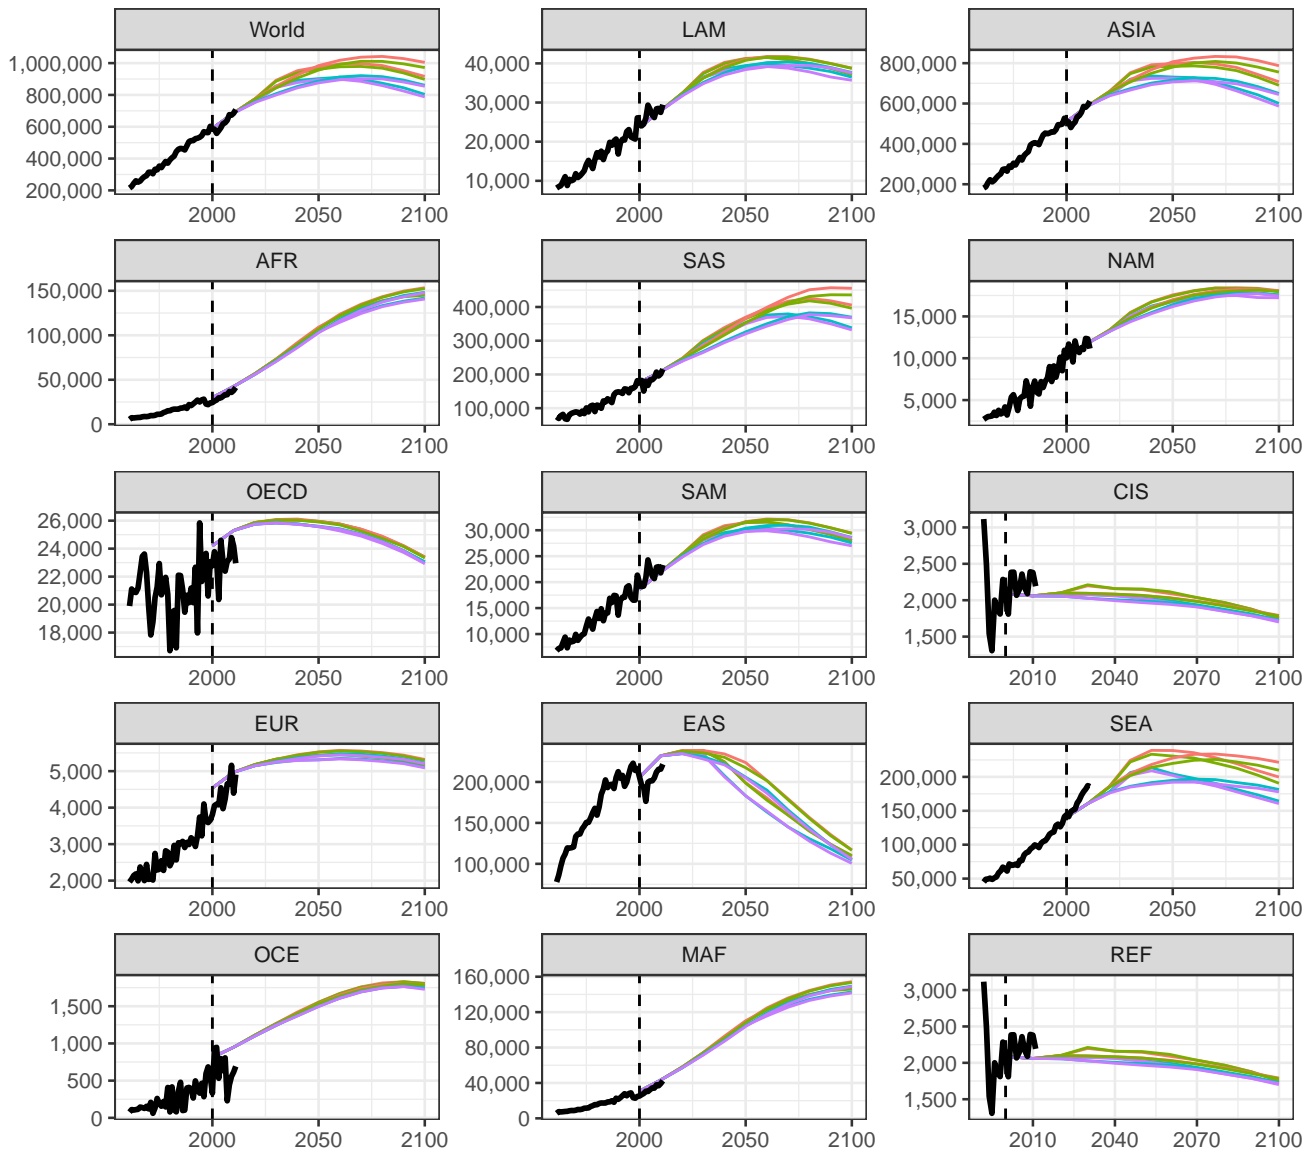 World
1,000,000
800,000
600,000
400,000
200,000
2000 2050 2100
LAM
40,000
30,000
20,000
10,000
2000 2050 2100
ASIA
800,000
600,000
400,000
200,000
2000 2050 2100
AFR
150,000
100,000
50,000
0
2000 2050 2100
SAS
400,000
300,000
200,000
100,000
2000 2050 2100
NAM
15,000
10,000
5,000
2000 2050 2100
OECD
26,000
24,000
22,000
20,000
18,000
2000 2050 2100
SAM
30,000
25,000
20,000
15,000
10,000
2000 2050 2100
CIS
3,000
2,500
2,000
1,500
2010 2040 2070 2100
EUR
5,000
4,000
3,000
2,000
2000 2050 2100
EAS
200,000
150,000
100,000
2000 2050 2100
SEA
200,000
150,000
100,000
50,000
2000 2050 2100
OCE
1,500
1,000
500
0
2000 2050 2100
MAF
160,000
120,000
80,000
40,000
0
2000 2050 2100
REF
3,000
2,500
2,000
1,500
2010 2040 2070 2100